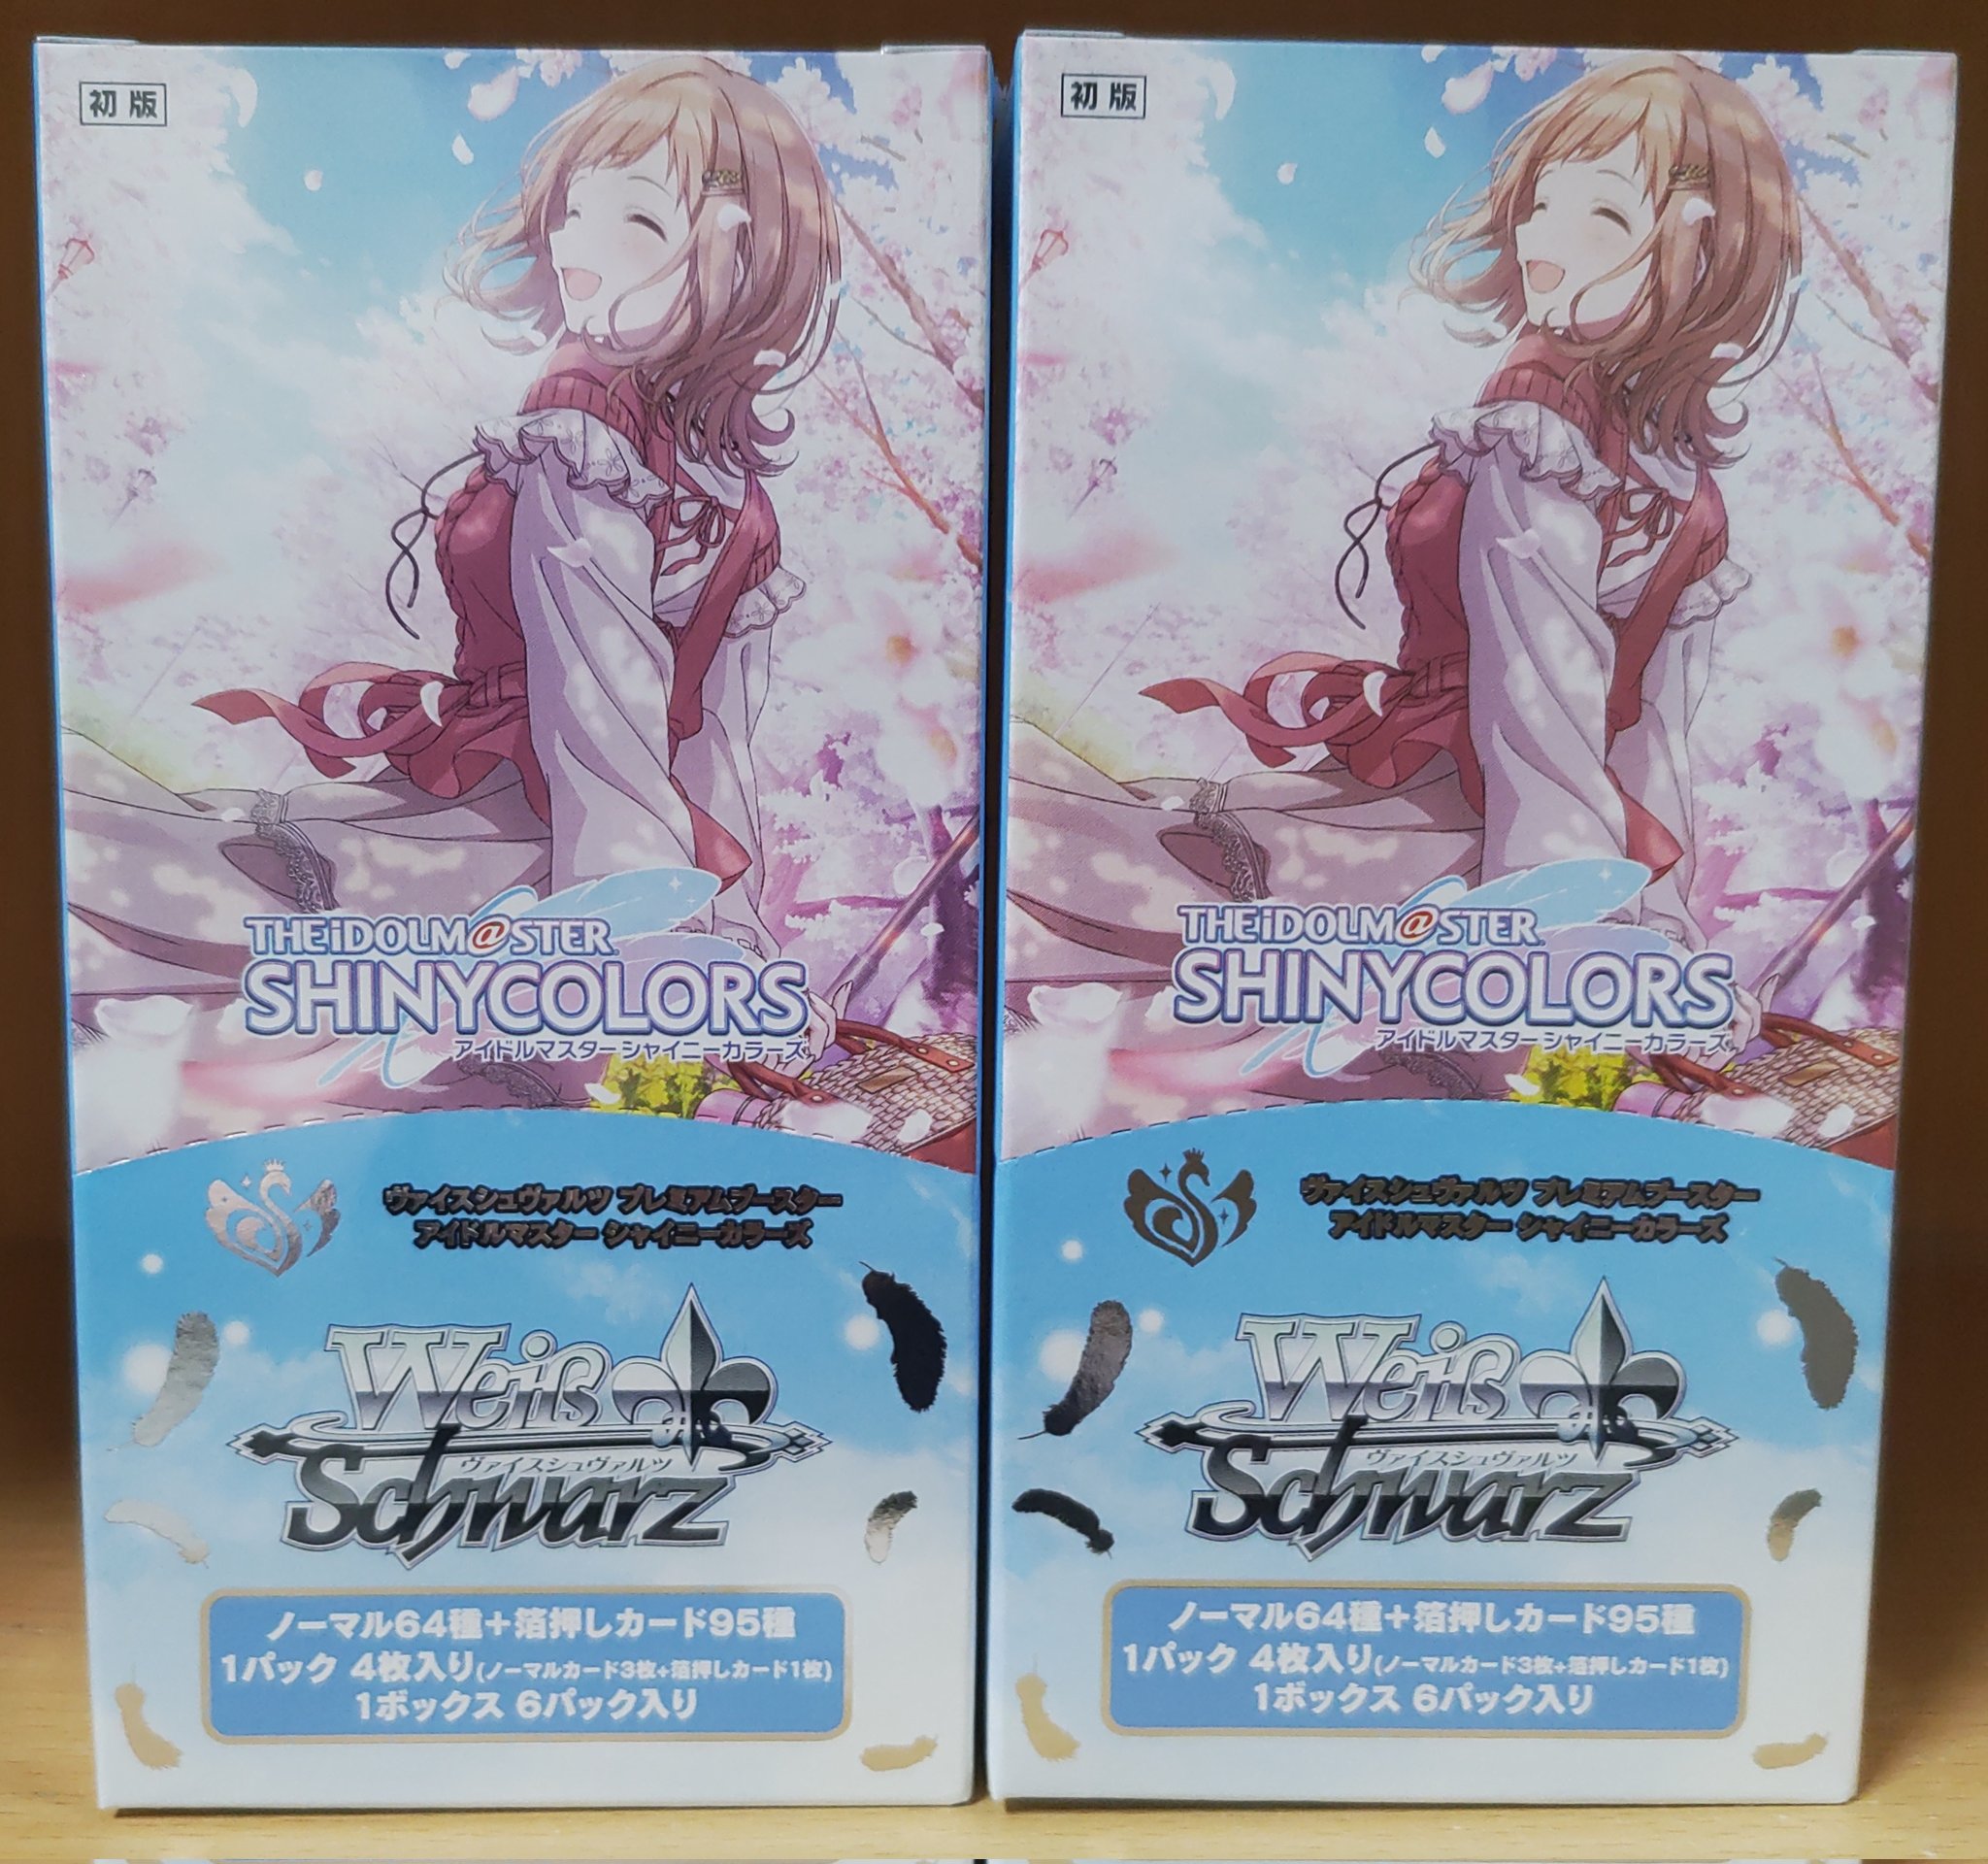 初版
THE iDOLM@STER
SHINYCOLORS
アイドルマスター シャイニーカラーズ
ヴァイスシュヴァルツ プレミアムブースター
アイドルマスター シャイニーカラーズ
Weiß
ヴァイスシュヴァルツ
Schwarz
ノーマル64種+箔押しカード95種
1パック 4枚入り(ノーマルカード3枚+箔押しカード1枚)
1ボックス 6パック入り
初版
THE iDOLM@STER
SHINYCOLORS
アイドルマスター シャイニーカラーズ
ヴァイスシュヴァルツ プレミアムブースター
アイドルマスター シャイニーカラーズ
Weiß
ヴァイスシュヴァルツ
Schwarz
ノーマル64種+箔押しカード95種
1パック 4枚入り(ノーマルカード3枚+箔押しカード1枚)
1ボックス 6パック入り